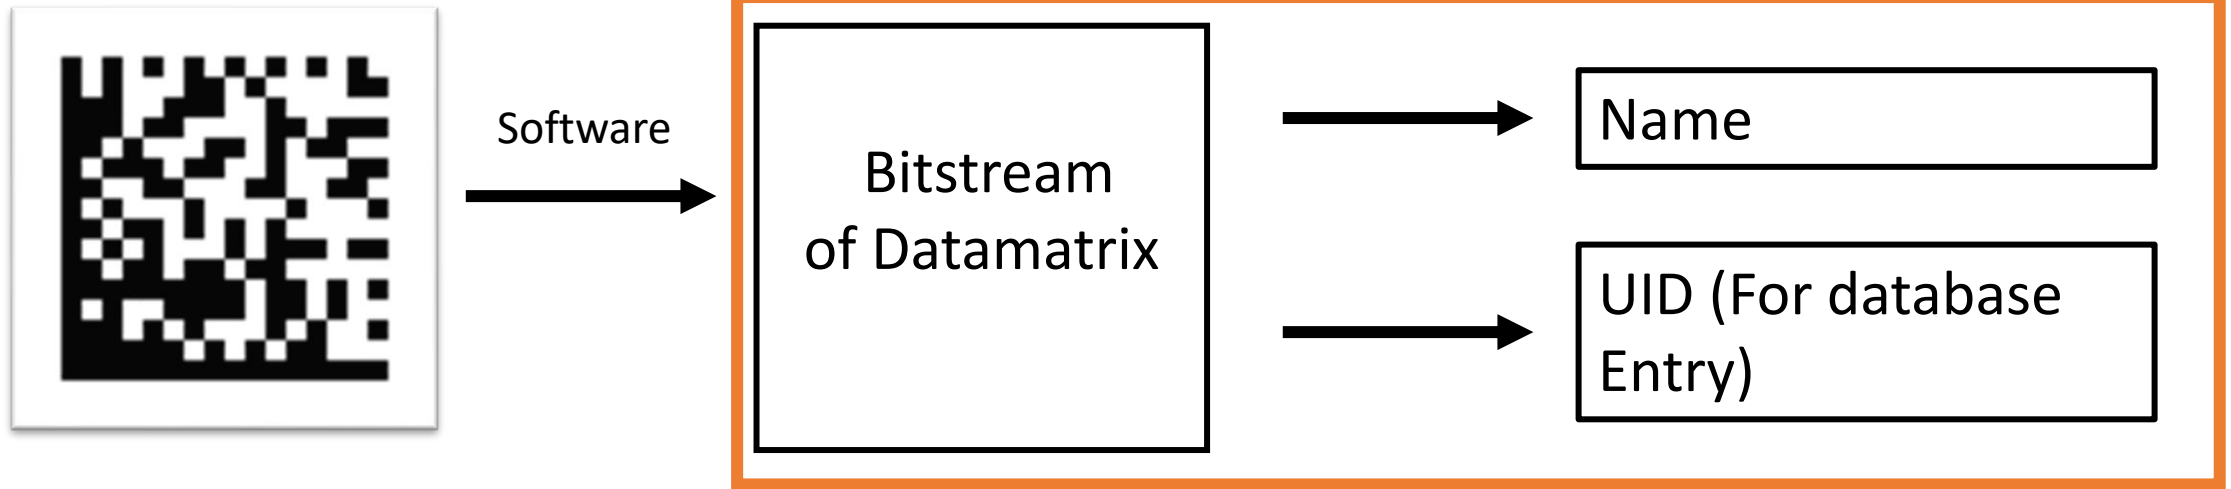 Software
Bitstream
of Datamatrix
Name
UID (For database
Entry)